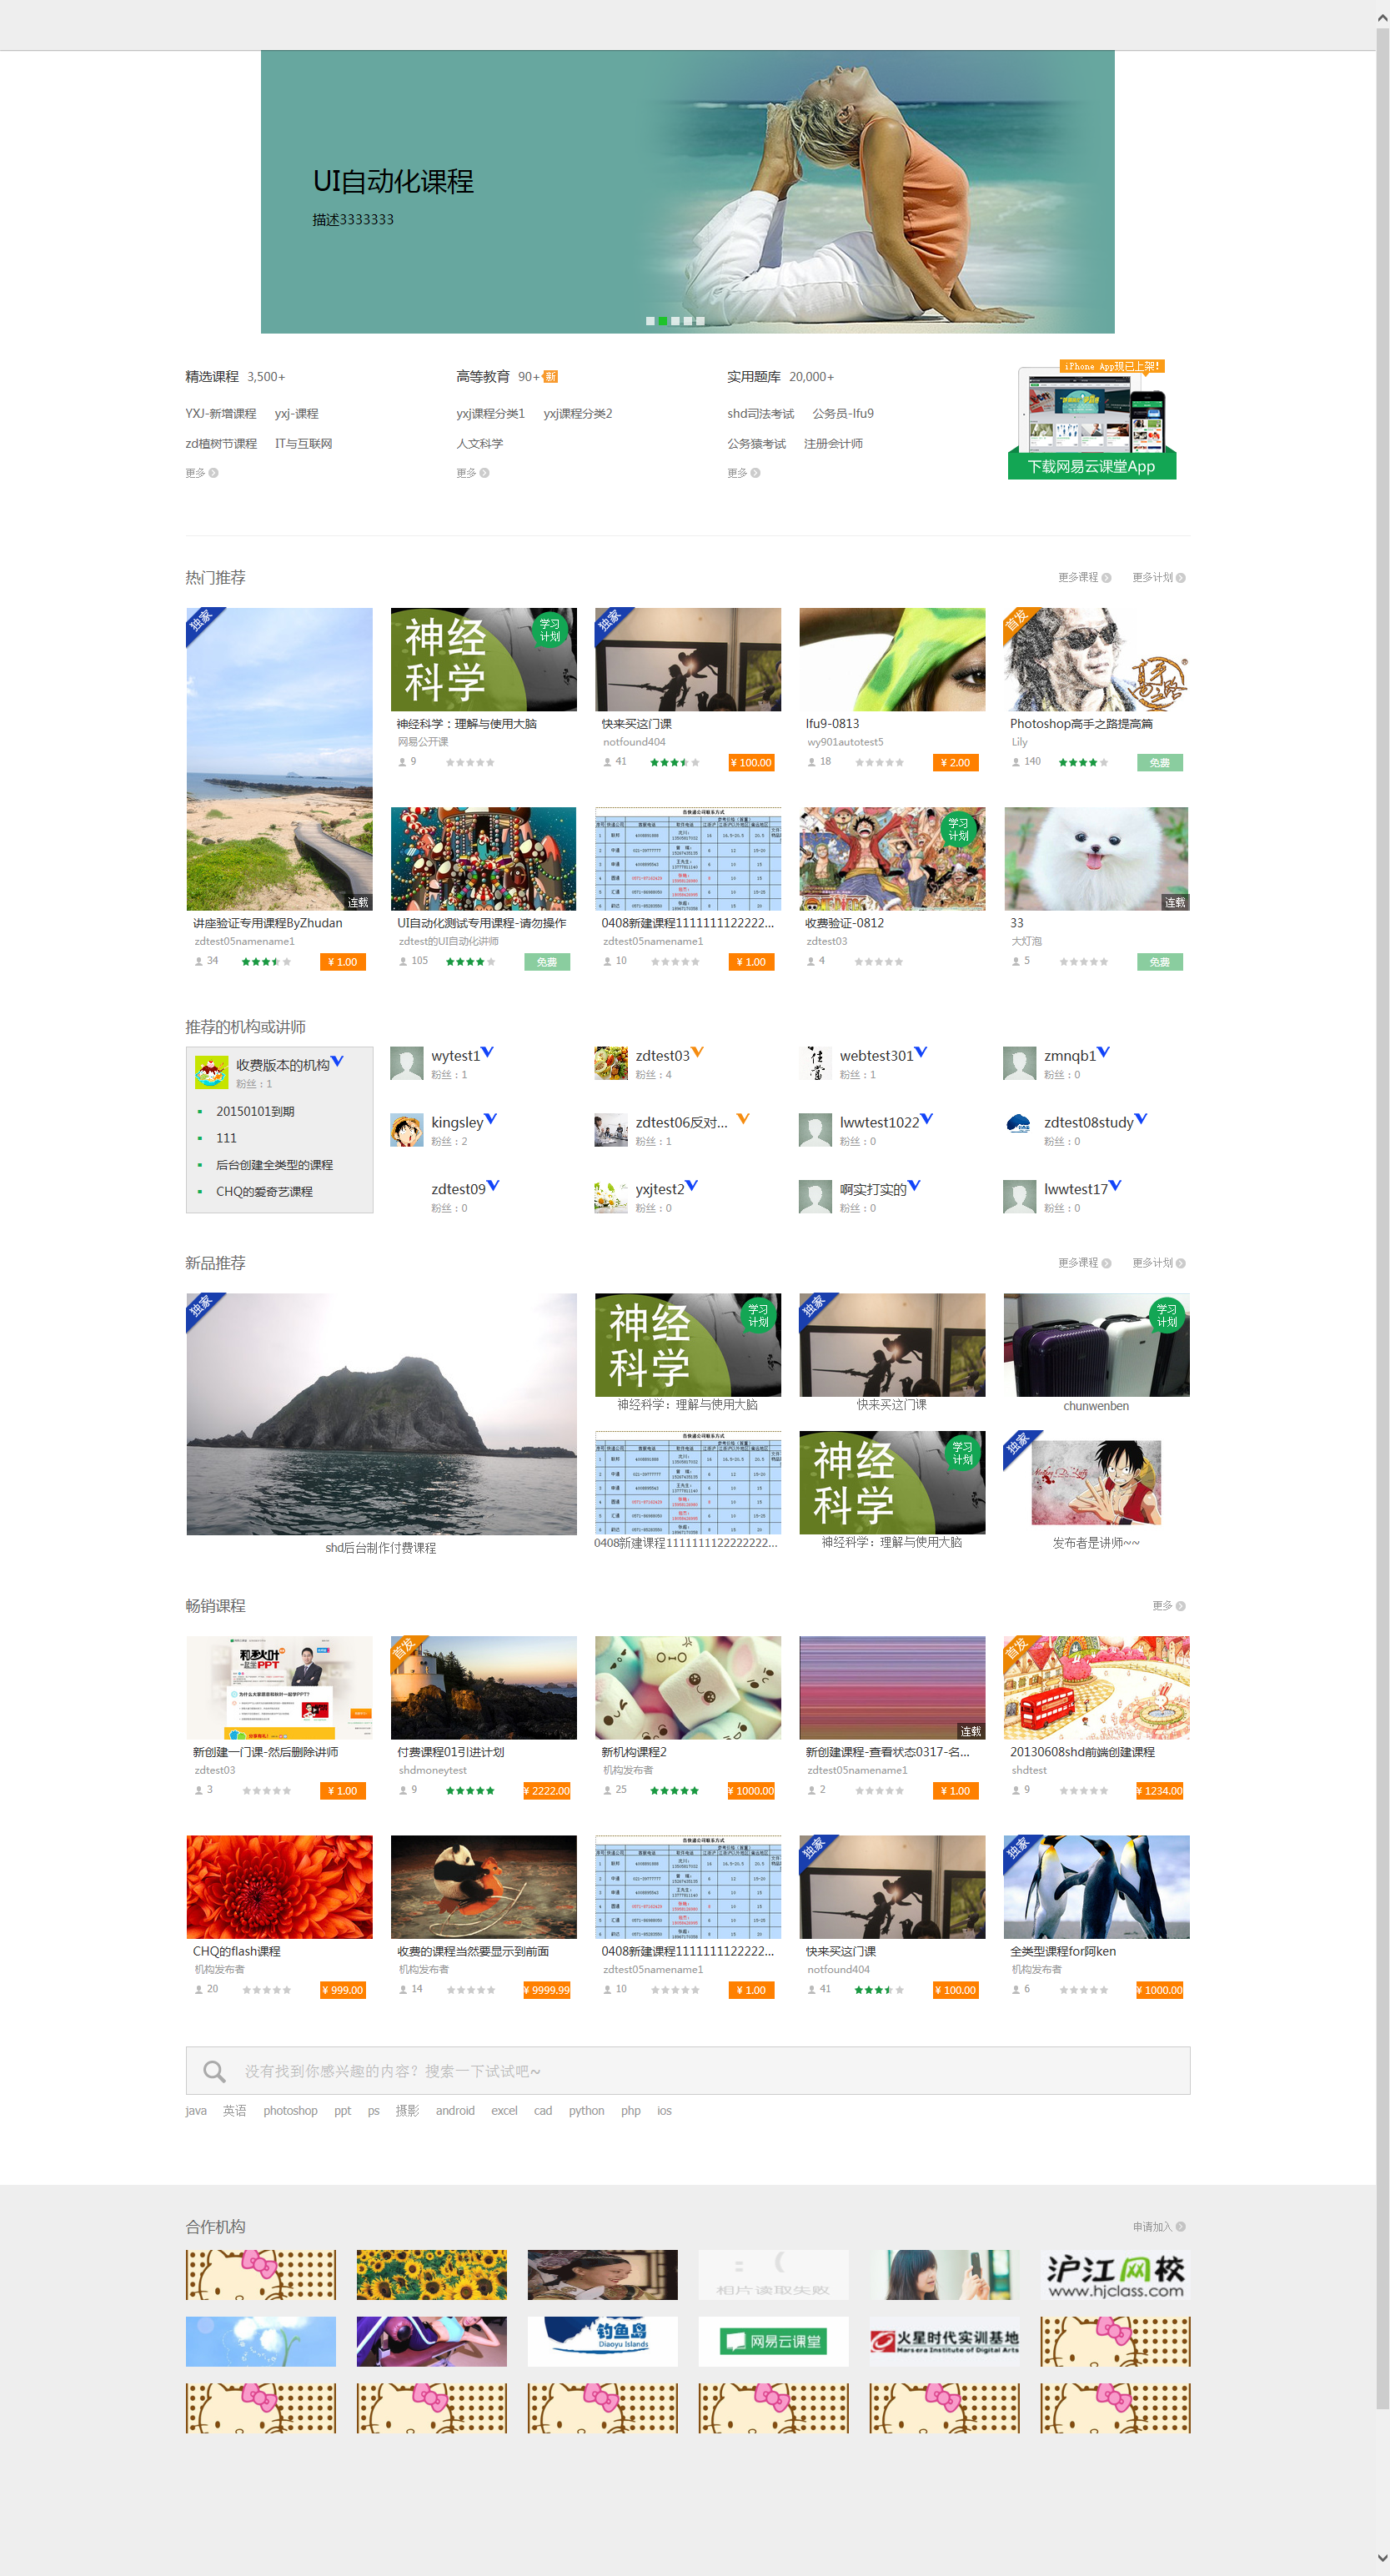 UI自动化课程
描述3333333
精选课程 3,500+
高等教育 90+ 新
实用题库 20,000+
iPhone App现已上架!
YXJ-新增课程 yxj-课程
yxj课程分类1 yxj课程分类2
shd司法考试 公务员-lfu9
zd植树节课程 IT与互联网
人文科学
公务猿考试 注册会计师
更多
更多
更多
下载网易云课堂App
热门推荐
更多课程 更多计划
独家
连载
讲座验证专用课程ByZhudan
zdtest05namename1
34 ¥ 1.00
神经
科学
学习
计划
神经科学：理解与使用大脑
网易公开课
9
独家
快来买这门课
notfound404
41 ¥ 100.00
lfu9-0813
wy901autotest5
18 ¥ 2.00
首发
Photoshop高手之路提高篇
Lily
140 免费
UI自动化测试专用课程-请勿操作
zdtest的UI自动化讲师
105 免费
0408新建课程1111111122222...
zdtest05namename1
10 ¥ 1.00
学习
计划
收费验证-0812
zdtest03
4
连载
33
大灯泡
5 免费
推荐的机构或讲师
收费版本的机构
粉丝：1
20150101到期
111
后台创建全类型的课程
CHQ的爱奇艺课程
wytest1
粉丝：1
zdtest03
粉丝：4
webtest301
粉丝：1
zmnqb1
粉丝：0
kingsley
粉丝：2
zdtest06反对...
粉丝：1
lwwtest1022
粉丝：0
zdtest08study
粉丝：0
zdtest09
粉丝：0
yxjtest2
粉丝：0
啊实打实的
粉丝：0
lwwtest17
粉丝：0
新品推荐
更多课程 更多计划
独家
shd后台制作付费课程
神经
科学
学习
计划
神经科学：理解与使用大脑
独家
快来买这门课
学习
计划
chunwenben
0408新建课程1111111122222222...
神经
科学
学习
计划
神经科学：理解与使用大脑
独家
发布者是讲师~~
畅销课程
更多
和秋叶
一起学PPT
新创建一门课-然后删除讲师
zdtest03
3 ¥ 1.00
首发
付费课程01引进计划
shdmoneytest
9 ¥ 2222.00
新机构课程2
机构发布者
25 ¥ 1000.00
连载
新创建课程-查看状态0317-名...
zdtest05namename1
2 ¥ 1.00
首发
20130608shd前端创建课程
shdtest
9 ¥ 1234.00
CHQ的flash课程
机构发布者
20 ¥ 999.00
收费的课程当然要显示到前面
机构发布者
14 ¥ 9999.99
0408新建课程1111111122222...
zdtest05namename1
10 ¥ 1.00
独家
快来买这门课
notfound404
41 ¥ 100.00
独家
全类型课程for阿ken
机构发布者
6 ¥ 1000.00
没有找到你感兴趣的内容？搜索一下试试吧~
java 英语 photoshop ppt ps 摄影 android excel cad python php ios
合作机构
申请加入
相片读取失败
沪江网校
www.hjclass.com
钓鱼岛
Diaoyu Islands
网易云课堂
火星时代实训基地
Marsera Institute of Digital Arts